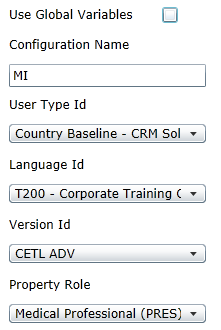 Use Global Variables
Configuration Name
MI
User Type Id
Country Baseline - CRM Sol
Language Id
T200 - Corporate Training
Version Id
CETL ADV
Property Role
Medical Professional (PRES)